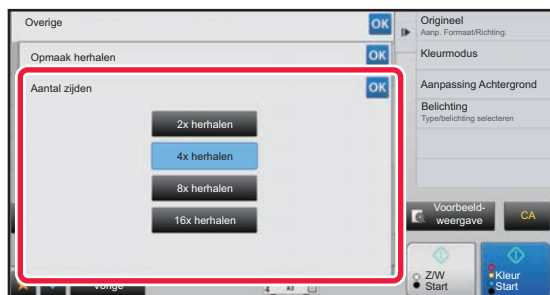 Overige
OK
Opmaak herhalen
OK
Aantal zijden
OK
2x herhalen
4x herhalen
8x herhalen
16x herhalen
Vorige
Origineel
Aanp. Formaat/Richting.
Kleurmodus
Aanpassing Achtergrond
Belichting
Type/belichting selecteren
Voorbeeld-
weergave
CA
Z/W
Start
Kleur
Start